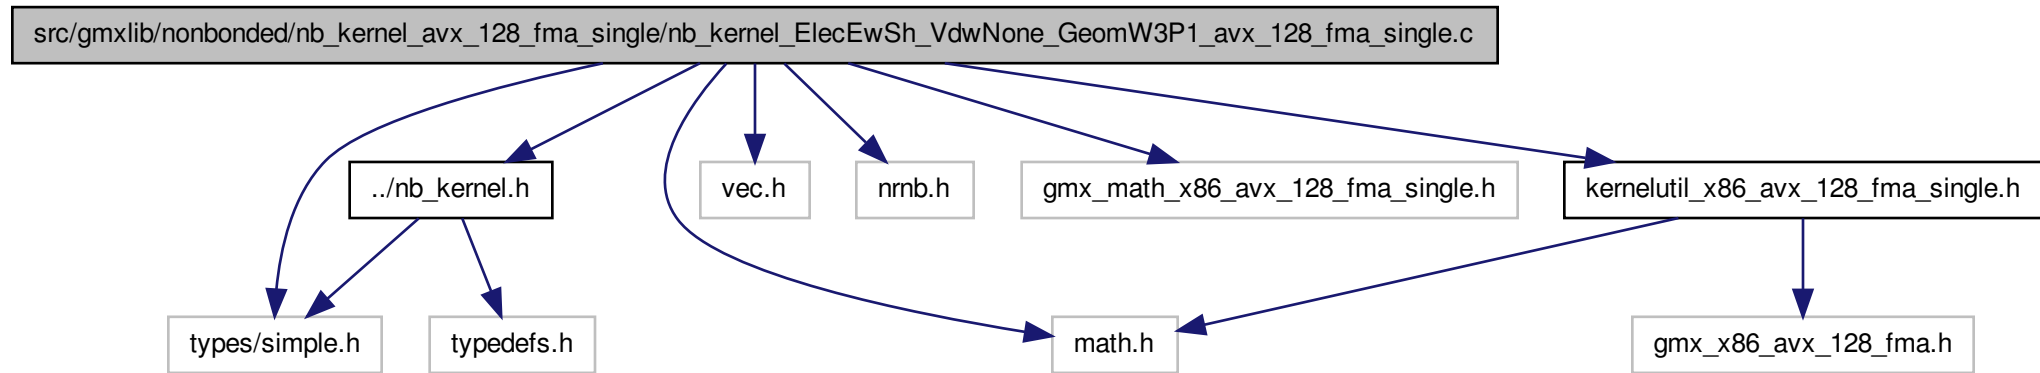 src/gmxlib/nonbonded/nb_kernel_avx_128_fma_single/nb_kernel_ElecEwSh_VdwNone_GeomW3P1_avx_128_fma_single.c
../nb_kernel.h
vec.h
nrnb.h
gmx_math_x86_avx_128_fma_single.h
kernelutil_x86_avx_128_fma_single.h
types/simple.h
typedefs.h
math.h
gmx_x86_avx_128_fma.h